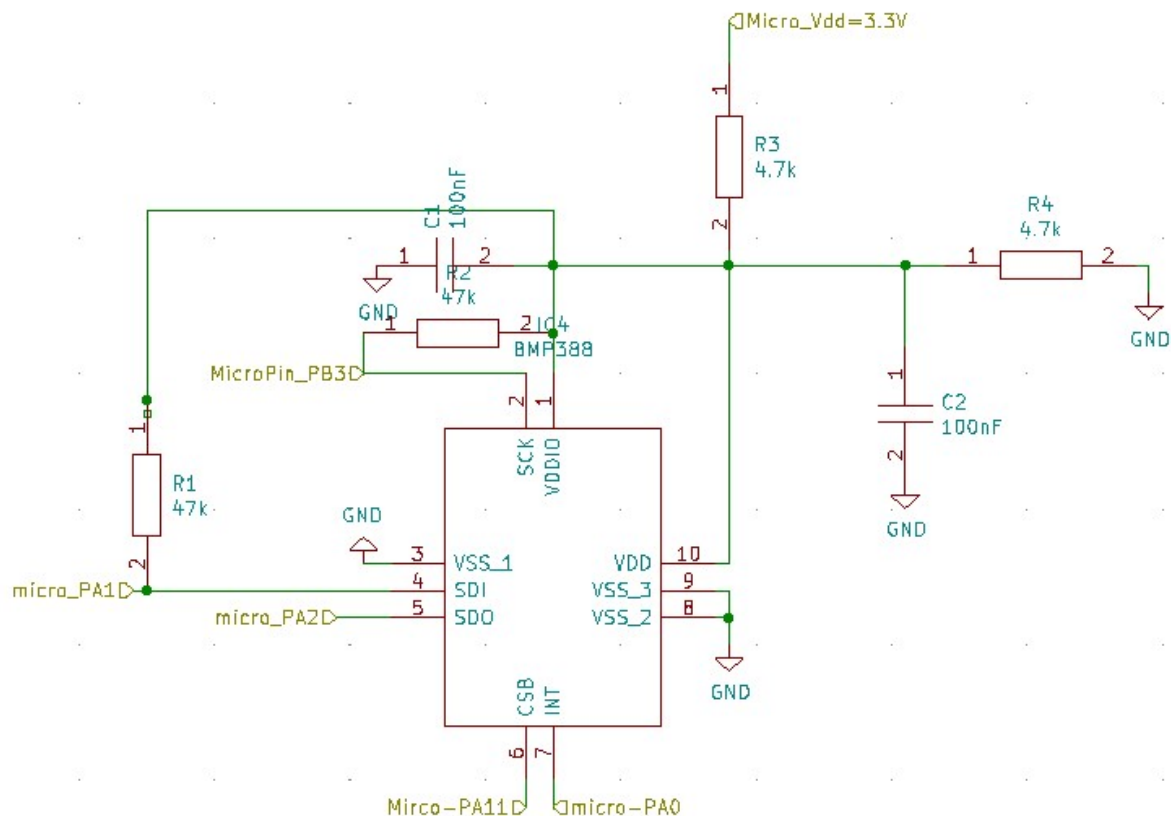 Micro_Vdd=3.3V
1
R3
4.7k
2
C1
100nF
1
2
GND
R4
4.7k
1
2
GND
R2
47k
1
2
IC4
BMP388
MicroPin_PB3
2
1
1
C2
100nF
2
GND
1
R1
47k
2
SCK
VDDIO
GND
3
VSS_1
VDD
10
micro_PA1
4
SDI
VSS_3
9
micro_PA2
5
SDO
VSS_2
8
GND
CSB
INT
6
7
Mirco-PA11
micro-PA0